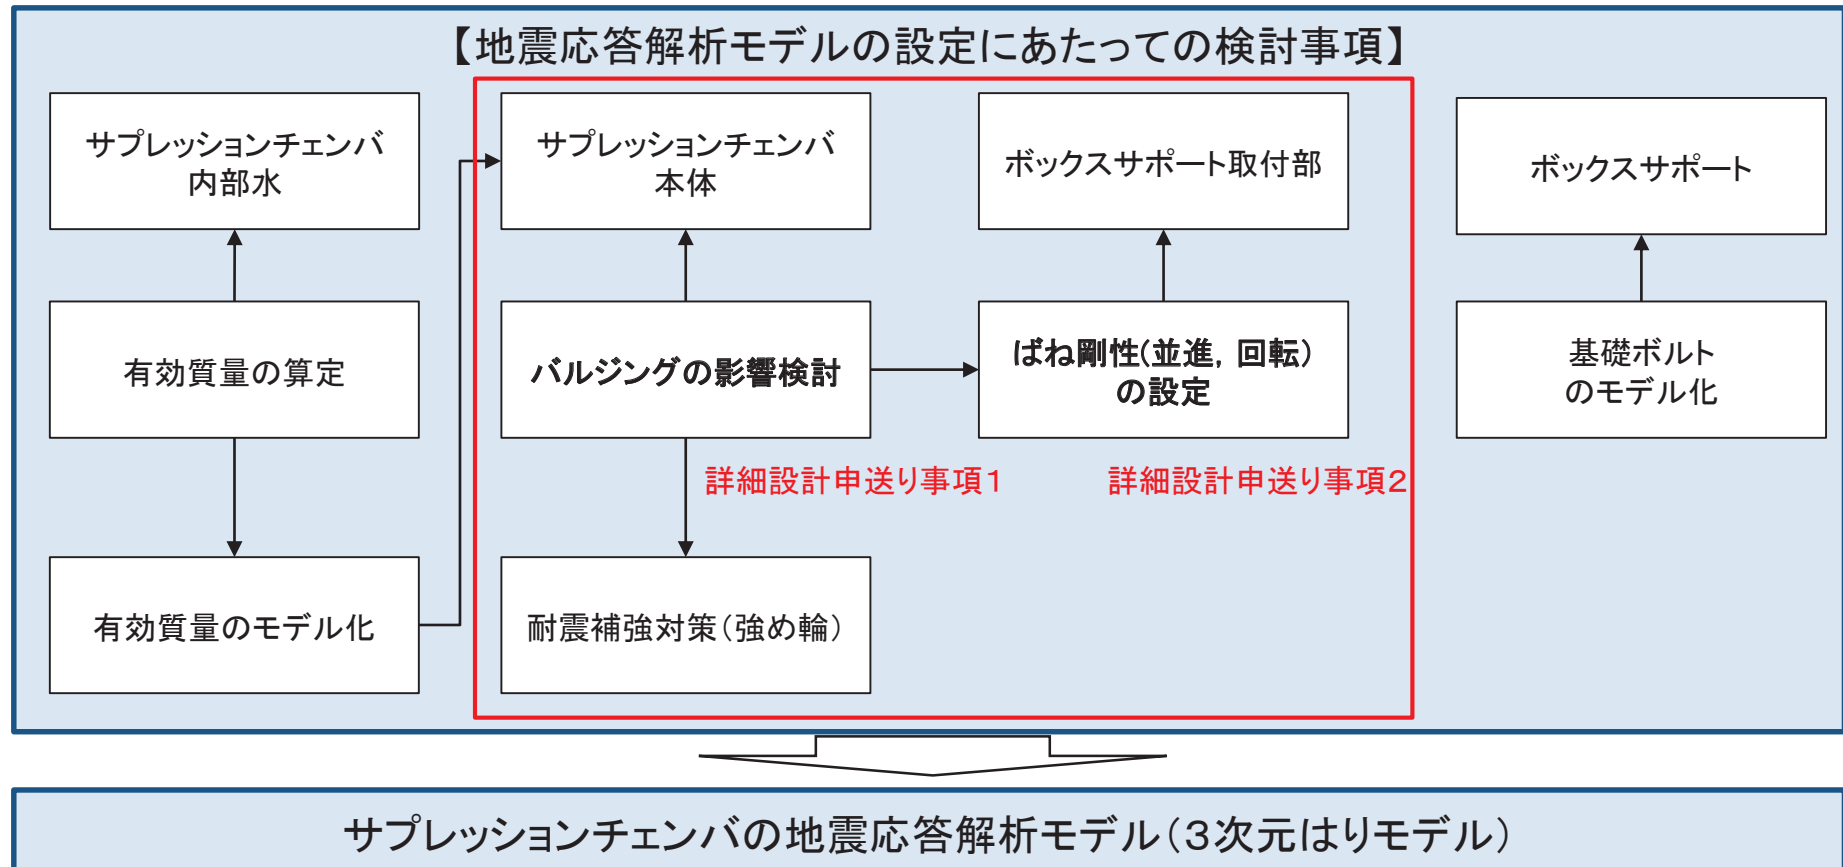 【地震応答解析モデルの設定にあたっての検討事項】
サプレッションチェンバ
内部水
サプレッションチェンバ
本体
ボックスサポート取付部
ボックスサポート
有効質量の算定
バルジングの影響検討
ばね剛性(並進,回転)
の設定
基礎ボルト
のモデル化
詳細設計申送り事項1
詳細設計申送り事項2
有効質量のモデル化
耐震補強対策(強め輪)
サプレッションチェンバの地震応答解析モデル(3次元はりモデル)